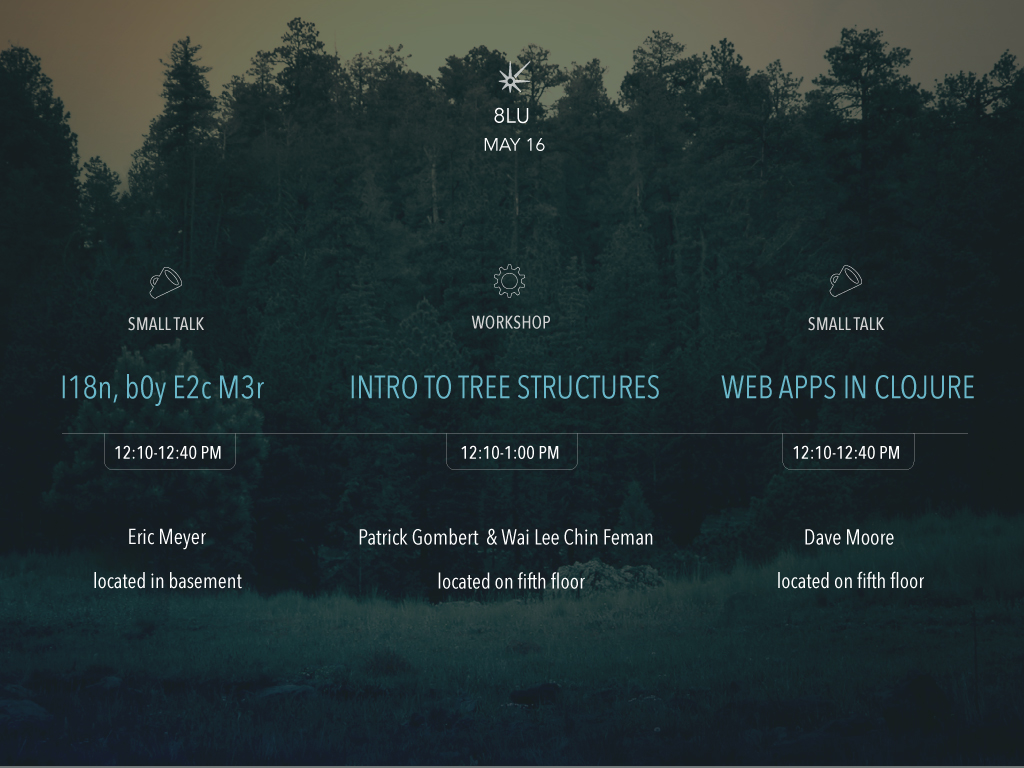 8LU
MAY 16
SMALL TALK
I18n, b0y E2c M3r
12:10-12:40 PM
Eric Meyer
located in basement
WORKSHOP
INTRO TO TREE STRUCTURES
12:10-1:00 PM
Patrick Gombert & Wai Lee Chin Feman
located on fifth floor
SMALL TALK
WEB APPS IN CLOJURE
12:10-12:40 PM
Dave Moore
located on fifth floor